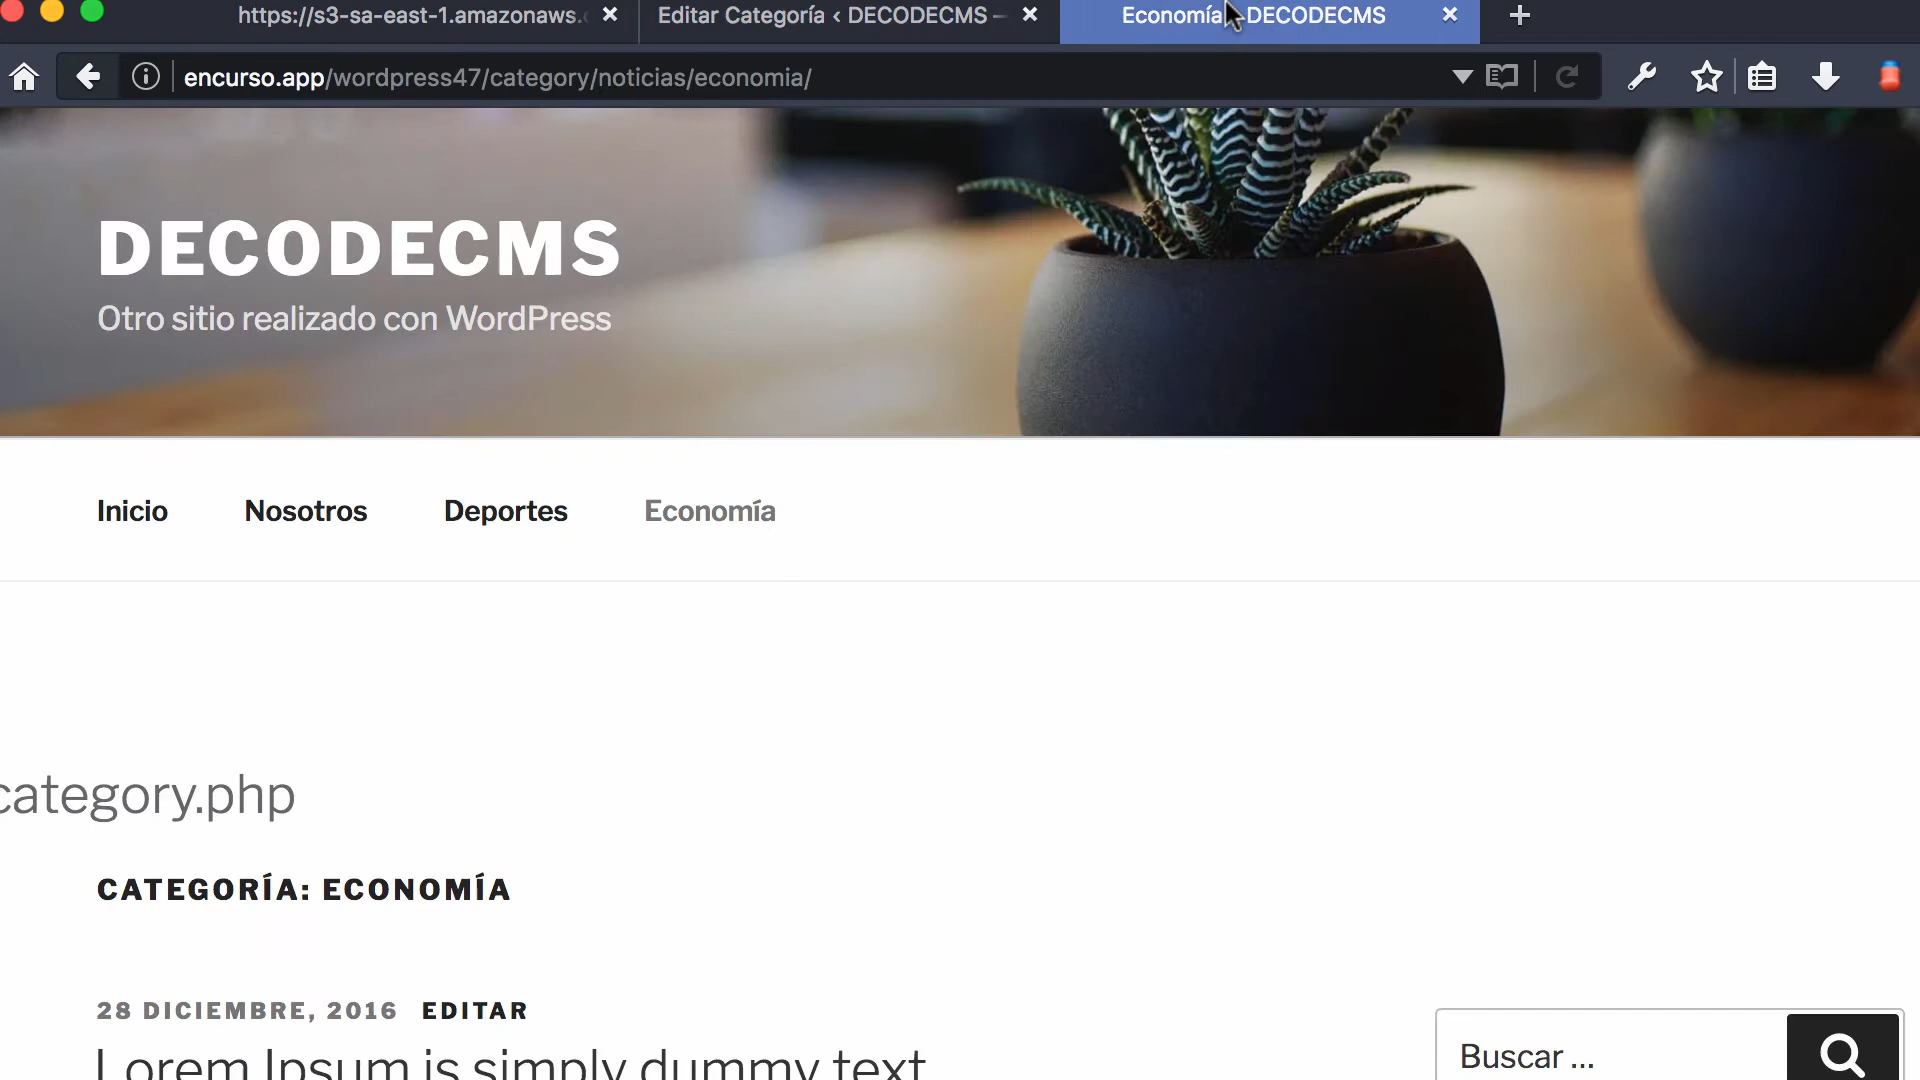 https://s3-sa-east-1.amazonaws.
Editar Categoría ‹ DECODECMS —
Economía DECODECMS
encurso.app/wordpress47/category/noticias/economia/
DECODECMS
Otro sitio realizado con WordPress
Inicio Nosotros Deportes Economía
category.php
CATEGORÍA: ECONOMÍA
28 DICIEMBRE, 2016 EDITAR
Lorem Ipsum is simply dummy text
Buscar ...